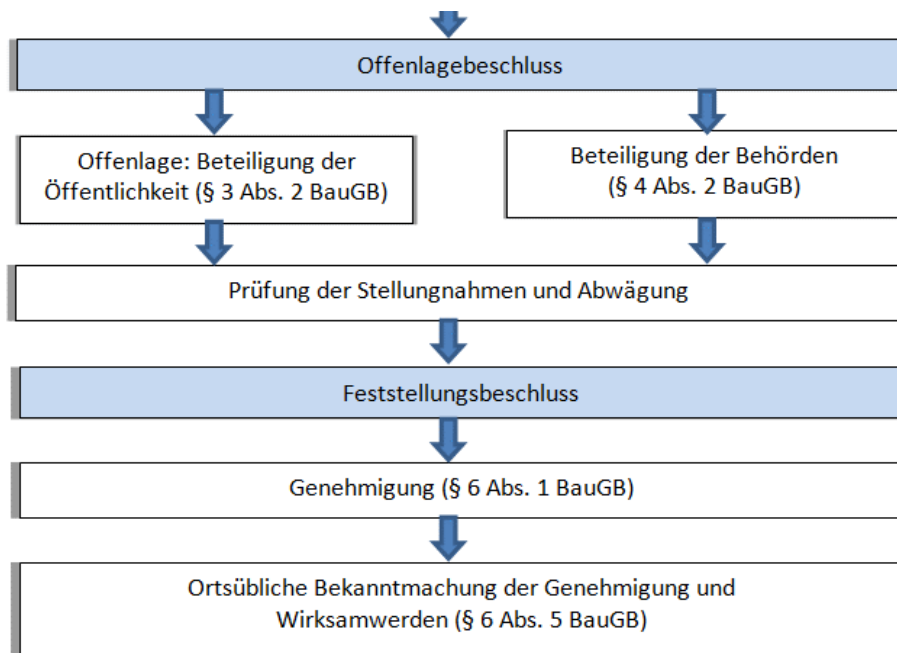 Offenlagebeschluss
Offenlage: Beteiligung der
Öffentlichkeit (§ 3 Abs. 2 BauGB)
Beteiligung der Behörden
(§ 4 Abs. 2 BauGB)
Prüfung der Stellungnahmen und Abwägung
Feststellungsbeschluss
Genehmigung (§ 6 Abs. 1 BauGB)
Ortsübliche Bekanntmachung der Genehmigung und
Wirksamwerden (§ 6 Abs. 5 BauGB)